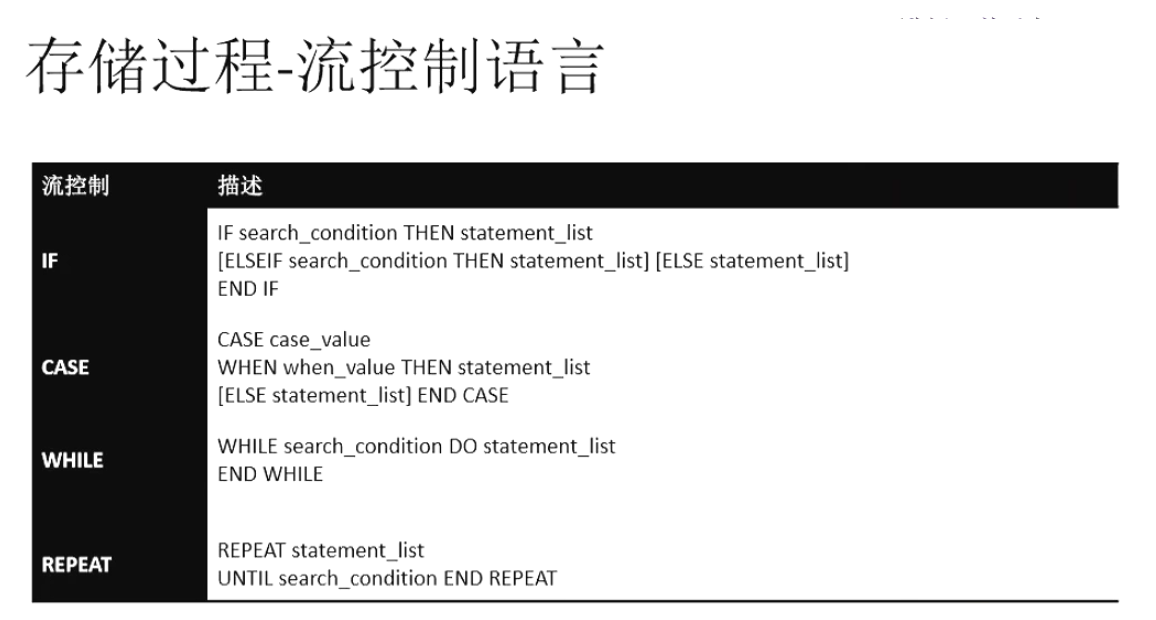 存储过程-流控制语言
流控制 描述
IF
IF search_condition THEN statement_list
[ELSEIF search_condition THEN statement_list] [ELSE statement_list]
END IF
CASE
CASE case_value
WHEN when_value THEN statement_list
[ELSE statement_list] END CASE
WHILE
WHILE search_condition DO statement_list
END WHILE
REPEAT
REPEAT statement_list
UNTIL search_condition END REPEAT